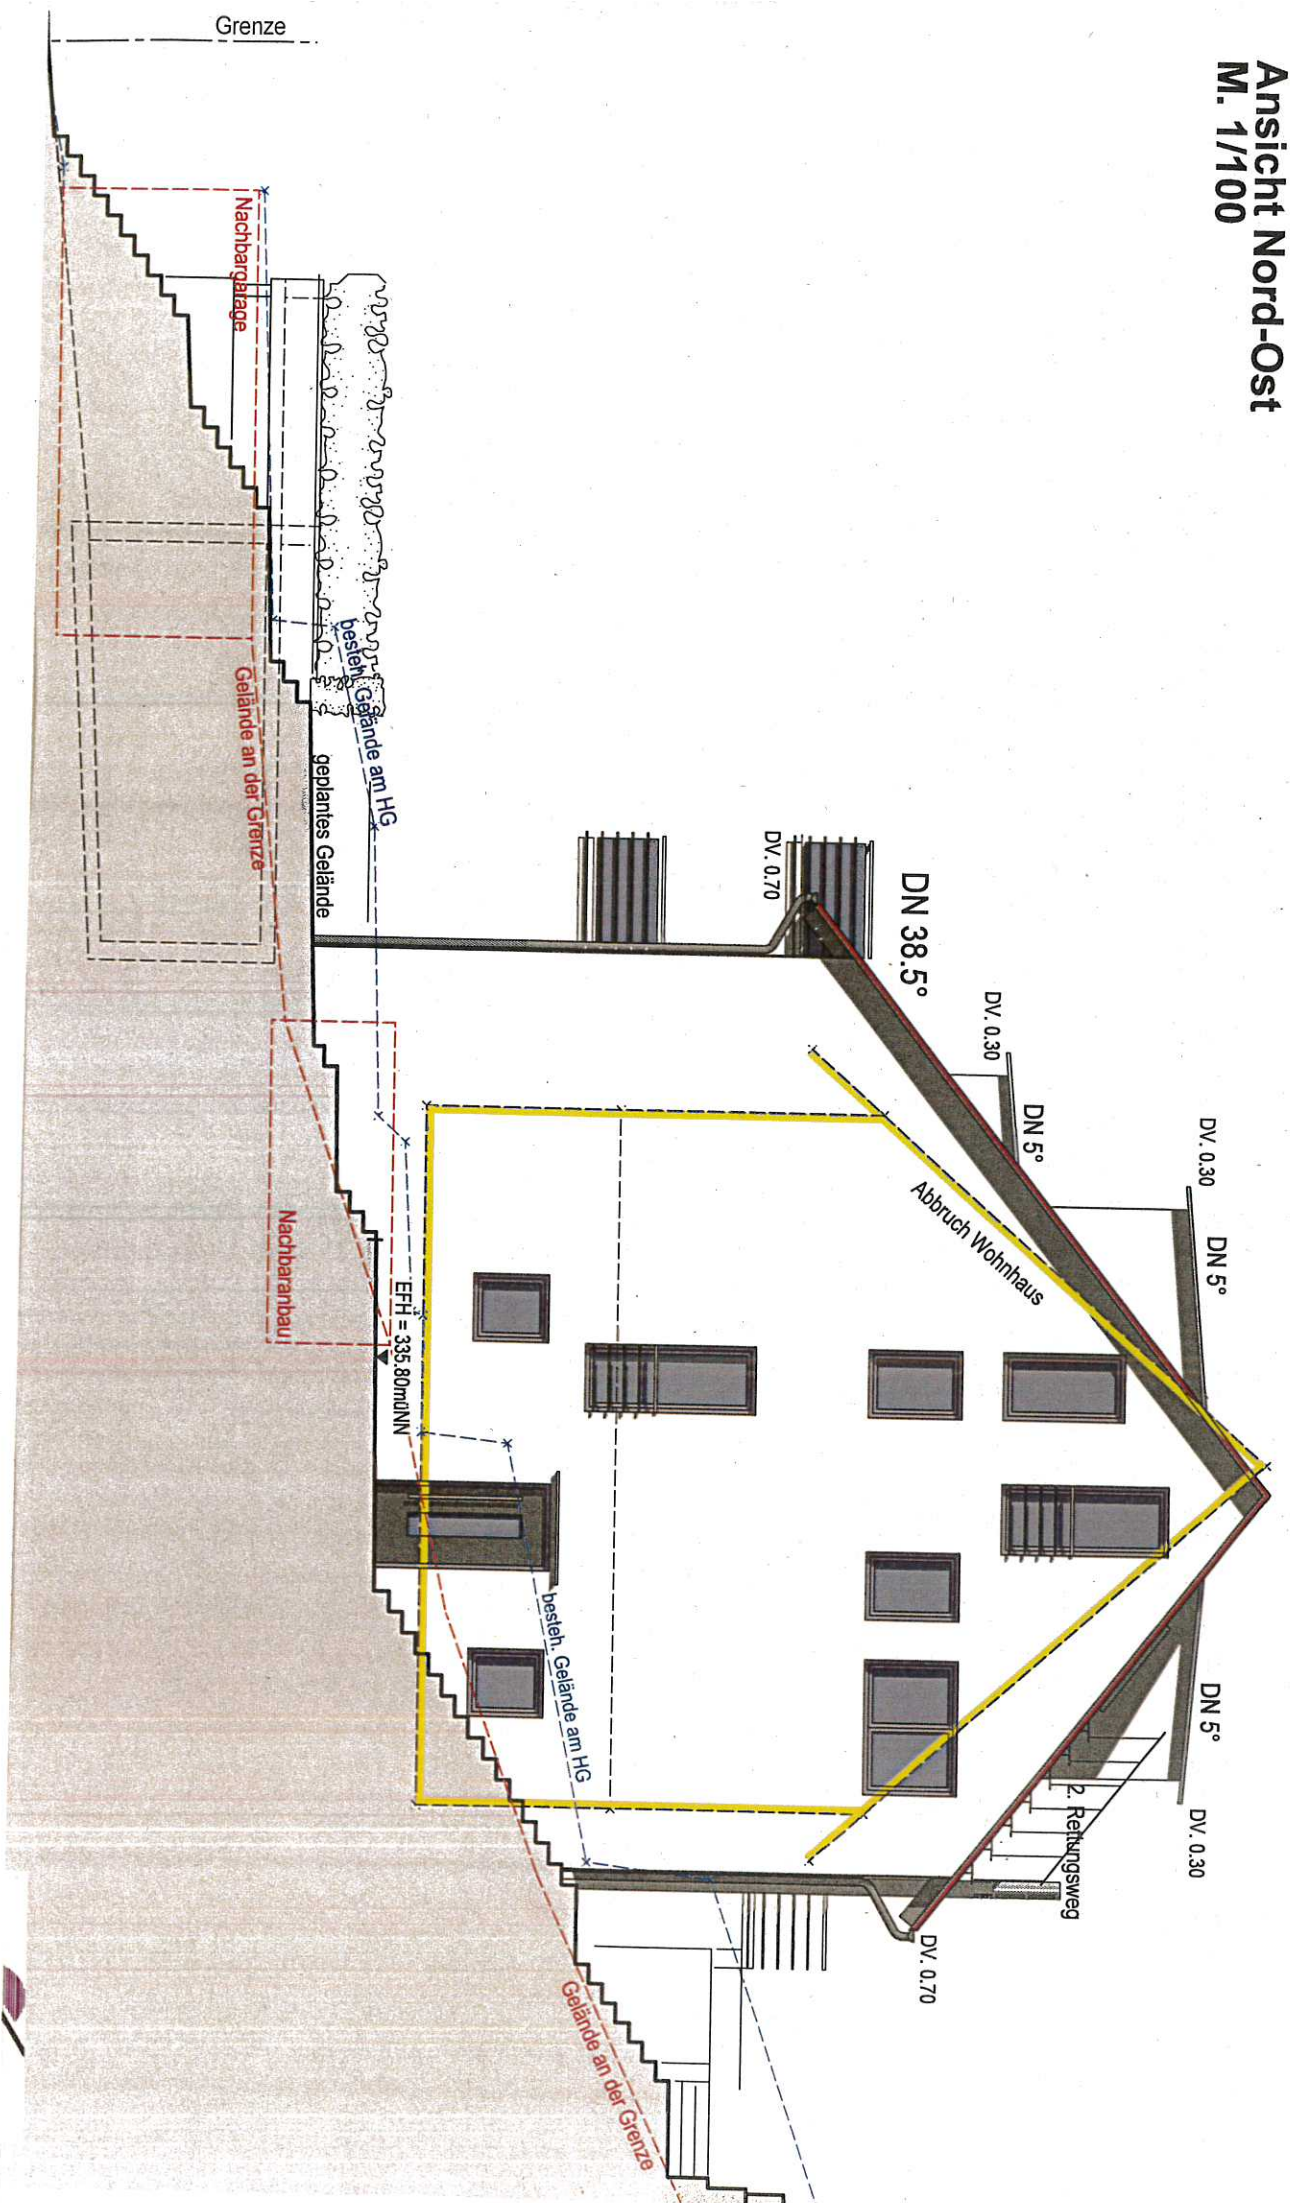 Ansicht Nord-Ost
M. 1/100
Grenze
Nachbargarage
besteh. Gelände am HG
Gelände an der Grenze
geplantes Gelände
DV. 0.70
DN 38.5°
DV. 0.30
DN 5°
DV. 0.30
DN 5°
Abbruch Wohnhaus
Nachbaranbau
EFH = 335.80müNN
besteh. Gelände am HG
DN 5°
DV. 0.30
2. Rettungsweg
DV. 0.70
Gelände an der Grenze